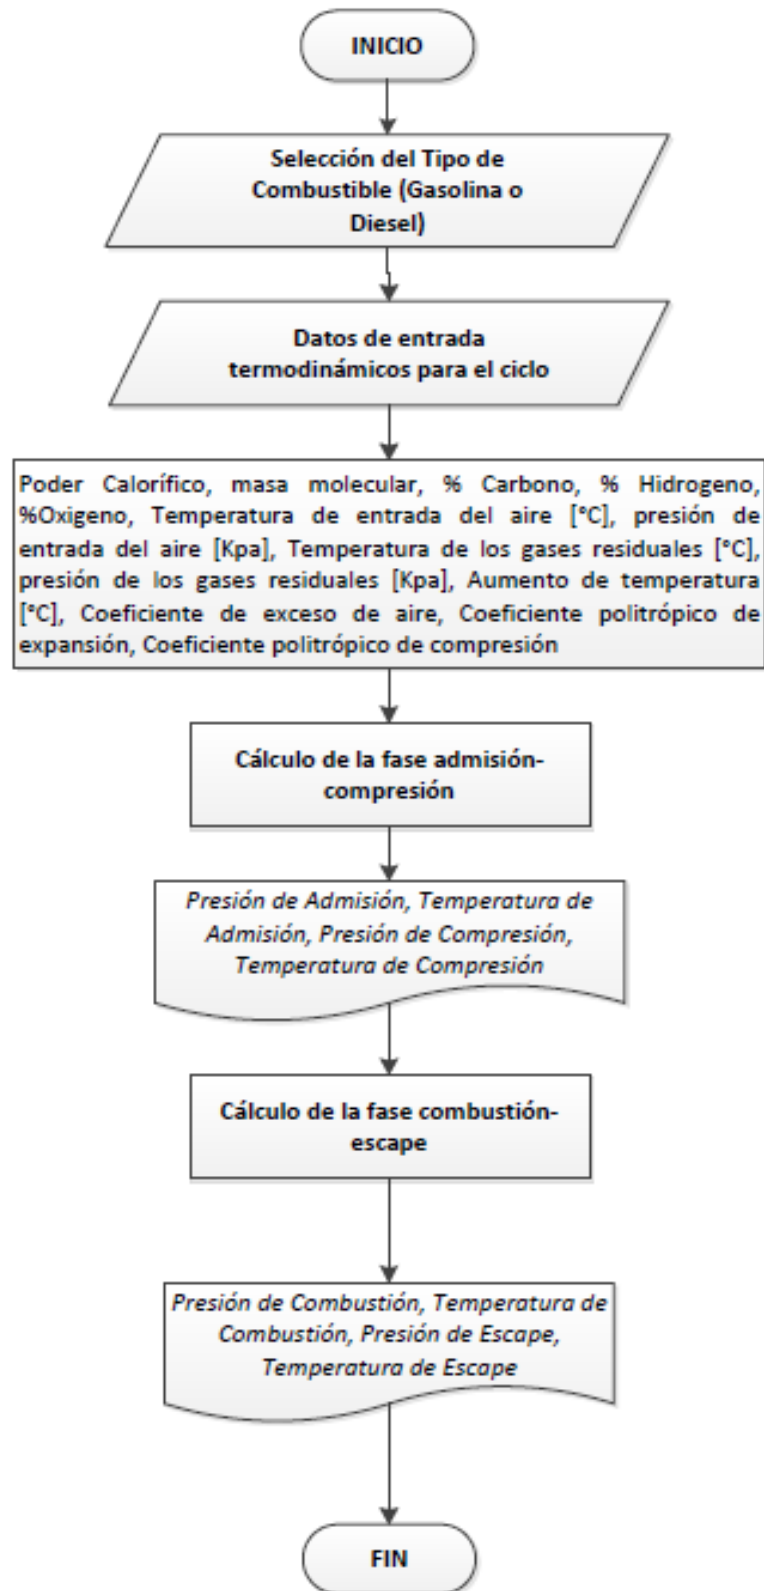 INICIO
Selección del Tipo de
Combustible (Gasolina o
Diesel)
Datos de entrada
termodinámicos para el ciclo
Poder Calorífico, masa molecular, % Carbono, % Hidrogeno,
%Oxigeno, Temperatura de entrada del aire [°C], presión de
entrada del aire [Kpa], Temperatura de los gases residuales [°C],
presión de los gases residuales [Kpa], Aumento de temperatura
[°C], Coeficiente de exceso de aire, Coeficiente politrópico de
expansión, Coeficiente politrópico de compresión
Cálculo de la fase admisión-
compresión
Presión de Admisión, Temperatura de
Admisión, Presión de Compresión,
Temperatura de Compresión
Cálculo de la fase combustión-
escape
Presión de Combustión, Temperatura de
Combustión, Presión de Escape,
Temperatura de Escape
FIN